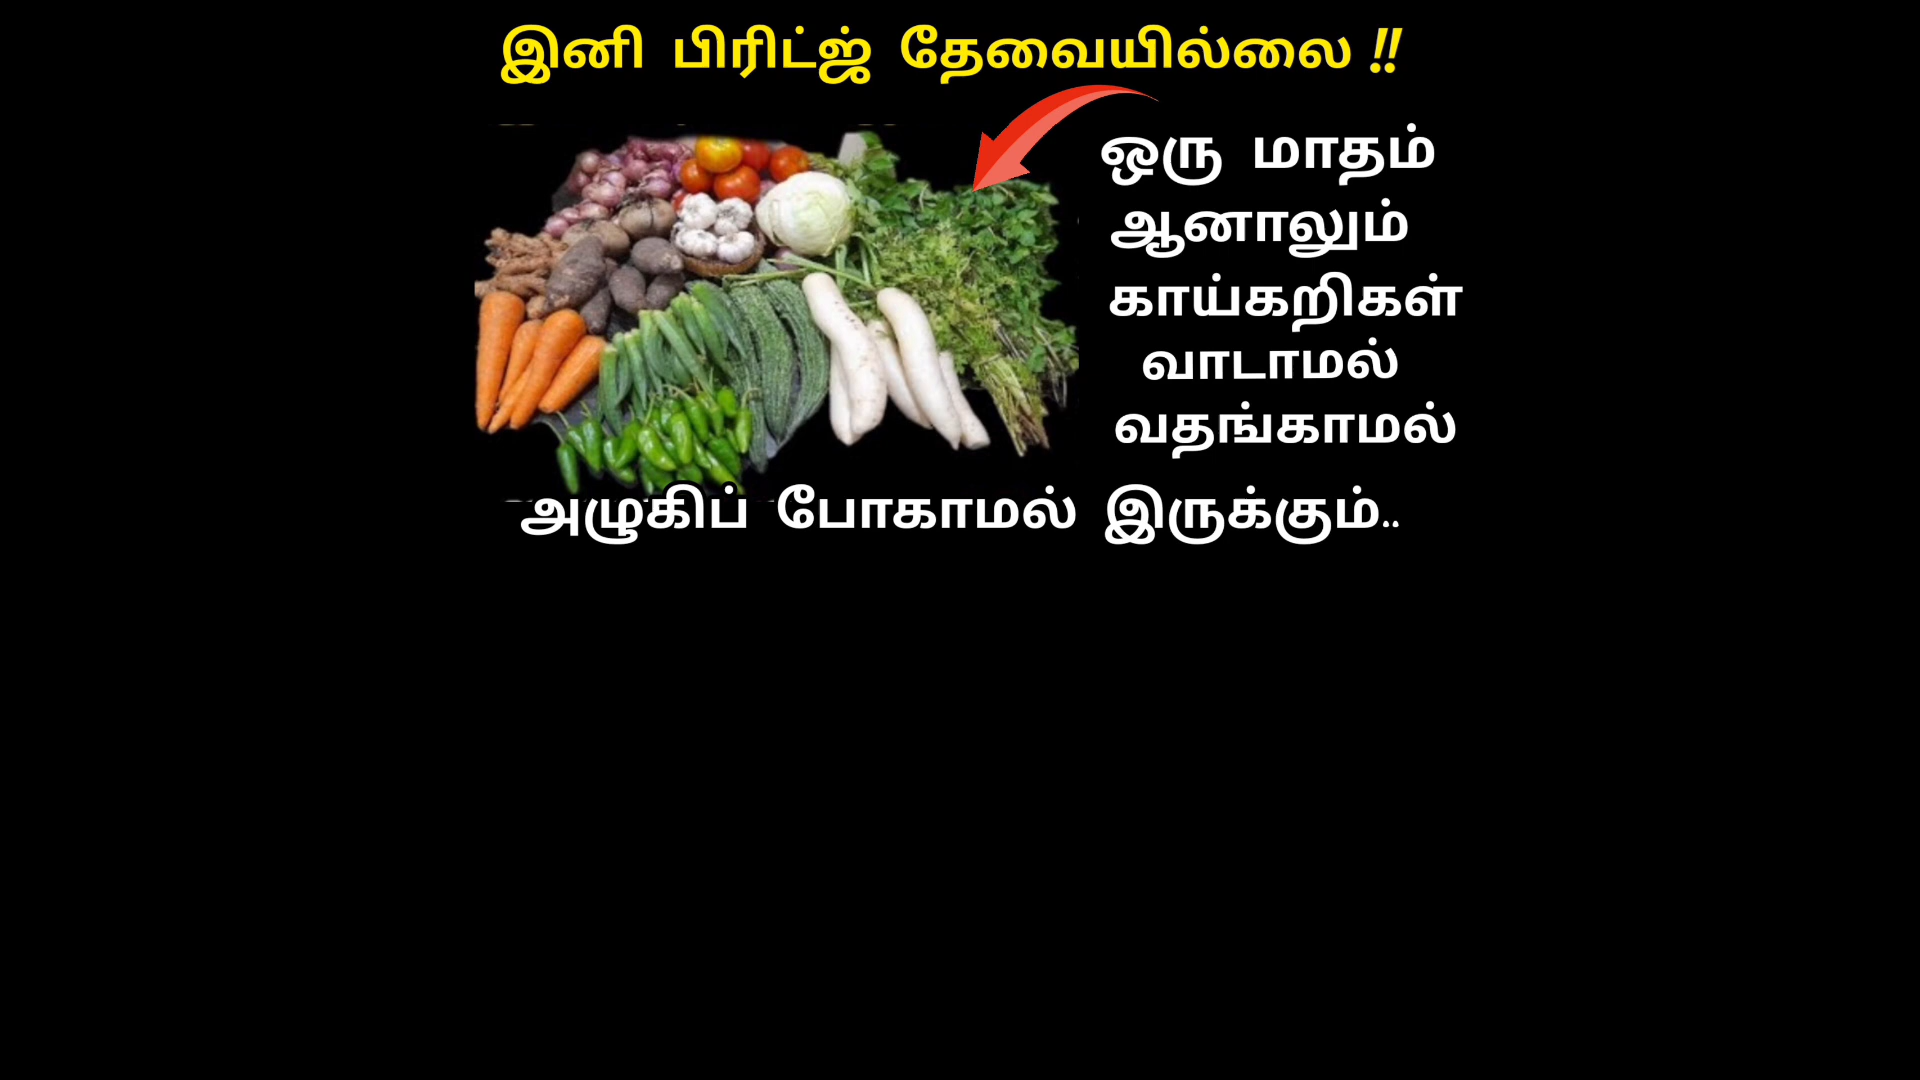 இனி பிரிட்ஜ் தேவையில்லை !!
ஒரு மாதம்
ஆனாலும்
காய்கறிகள்
வாடாமல்
வதங்காமல்
அழுகிப் போகாமல் இருக்கும்..